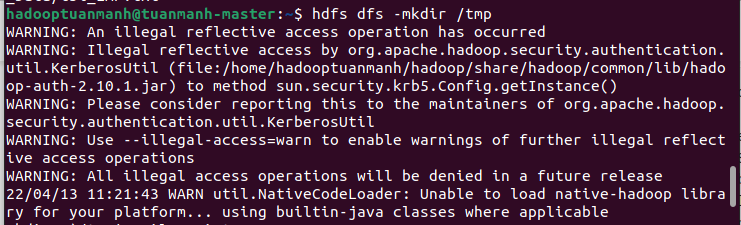 hadooptuanmanh@tuanmanh-master:~$ hdfs dfs -mkdir /tmp
WARNING: An illegal reflective access operation has occurred
WARNING: Illegal reflective access by org.apache.hadoop.security.authentication.
util.KerberosUtil (file:/home/hadooptuanmanh/hadoop/share/hadoop/common/lib/hado
op-auth-2.10.1.jar) to method sun.security.krb5.Config.getInstance()
WARNING: Please consider reporting this to the maintainers of org.apache.hadoop.
security.authentication.util.KerberosUtil
WARNING: Use --illegal-access=warn to enable warnings of further illegal reflect
ive access operations
WARNING: All illegal access operations will be denied in a future release
22/04/13 11:21:43 WARN util.NativeCodeLoader: Unable to load native-hadoop libra
ry for your platform... using builtin-java classes where applicable